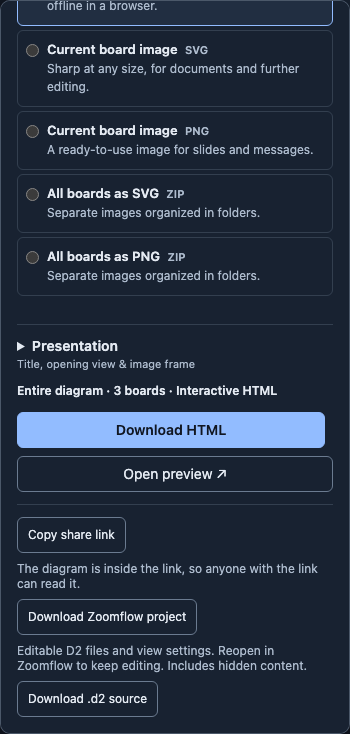 offline in a browser.
Current board image SVG
Sharp at any size, for documents and further
editing.
Current board image PNG
A ready-to-use image for slides and messages.
All boards as SVG ZIP
Separate images organized in folders.
All boards as PNG ZIP
Separate images organized in folders.
▶ Presentation
Title, opening view & image frame
Entire diagram · 3 boards · Interactive HTML
Download HTML
Open preview ↗
Copy share link
The diagram is inside the link, so anyone with the link
can read it.
Download Zoomflow project
Editable D2 files and view settings. Reopen in
Zoomflow to keep editing. Includes hidden content.
Download .d2 source